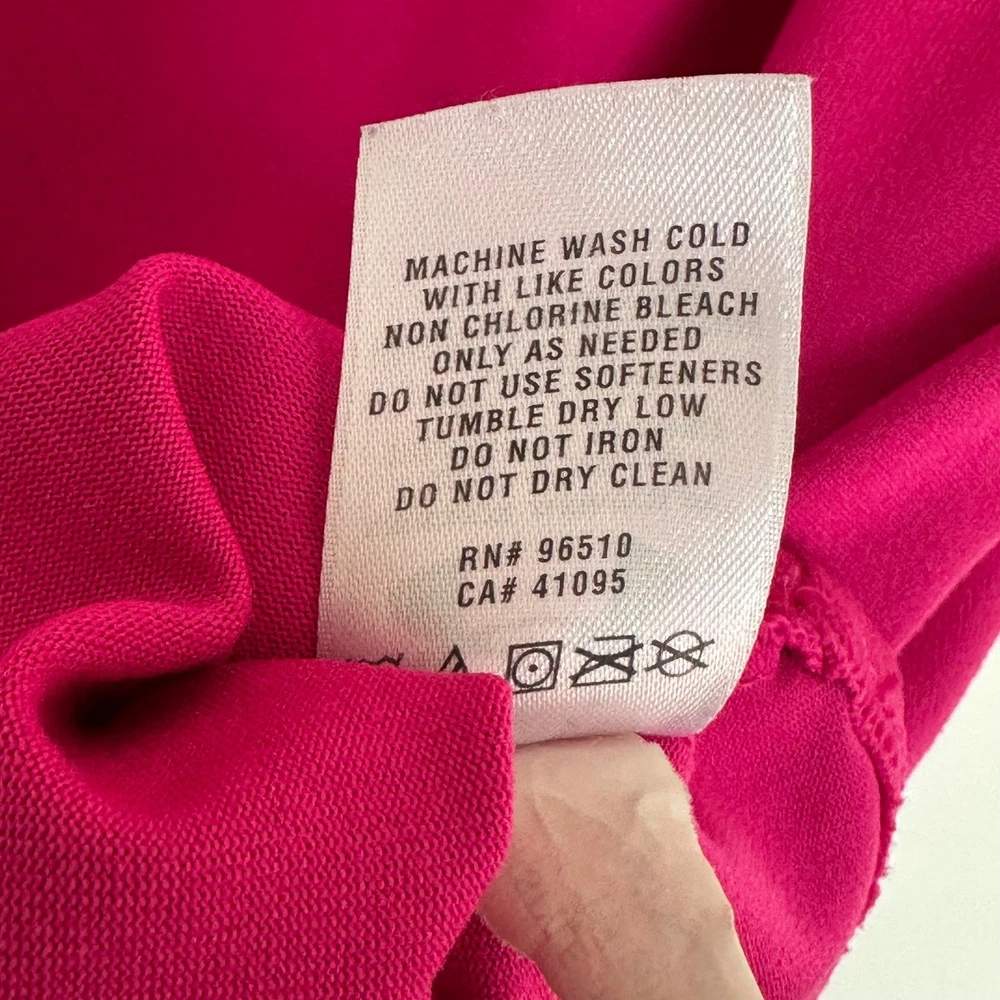 MACHINE WASH COLD
WITH LIKE COLORS
NON CHLORINE BLEACH
ONLY AS NEEDED
DO NOT USE SOFTENERS
TUMBLE DRY LOW
DO NOT IRON
DO NOT DRY CLEAN
RN# 96510
CA# 41095